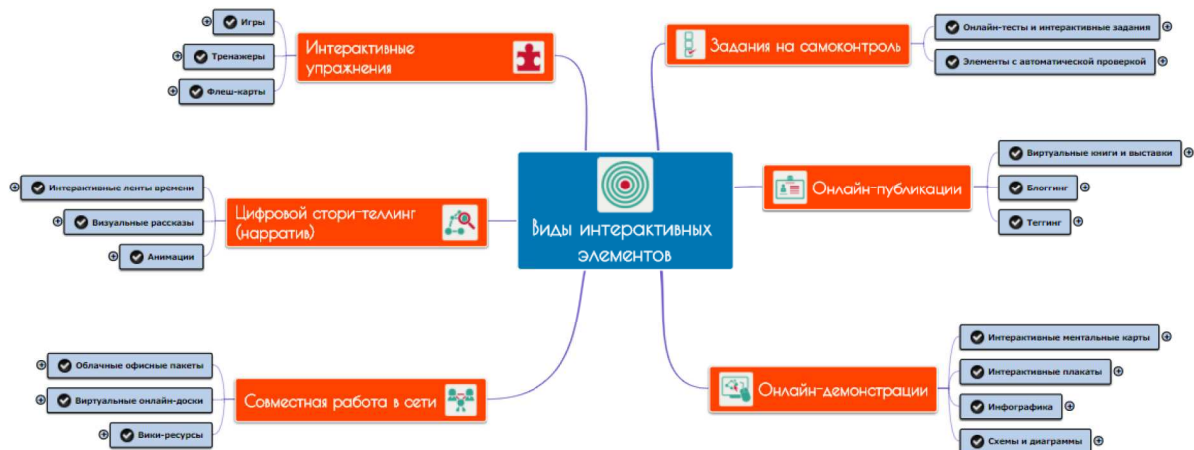 Виды интерактивных
элементов
Интерактивные
упражнения
Игры
Тренажеры
Флеш-карты
Цифровой стори-теллинг
(нарратив)
Интерактивные ленты времени
Визуальные рассказы
Анимации
Совместная работа в сети
Облачные офисные пакеты
Виртуальные онлайн-доски
Вики-ресурсы
Задания на самоконтроль
Онлайн-тесты и интерактивные задания
Элементы с автоматической проверкой
Онлайн-публикации
Виртуальные книги и выставки
Блоггинг
Теггинг
Онлайн-демонстрации
Интерактивные ментальные карты
Интерактивные плакаты
Инфографика
Схемы и диаграммы